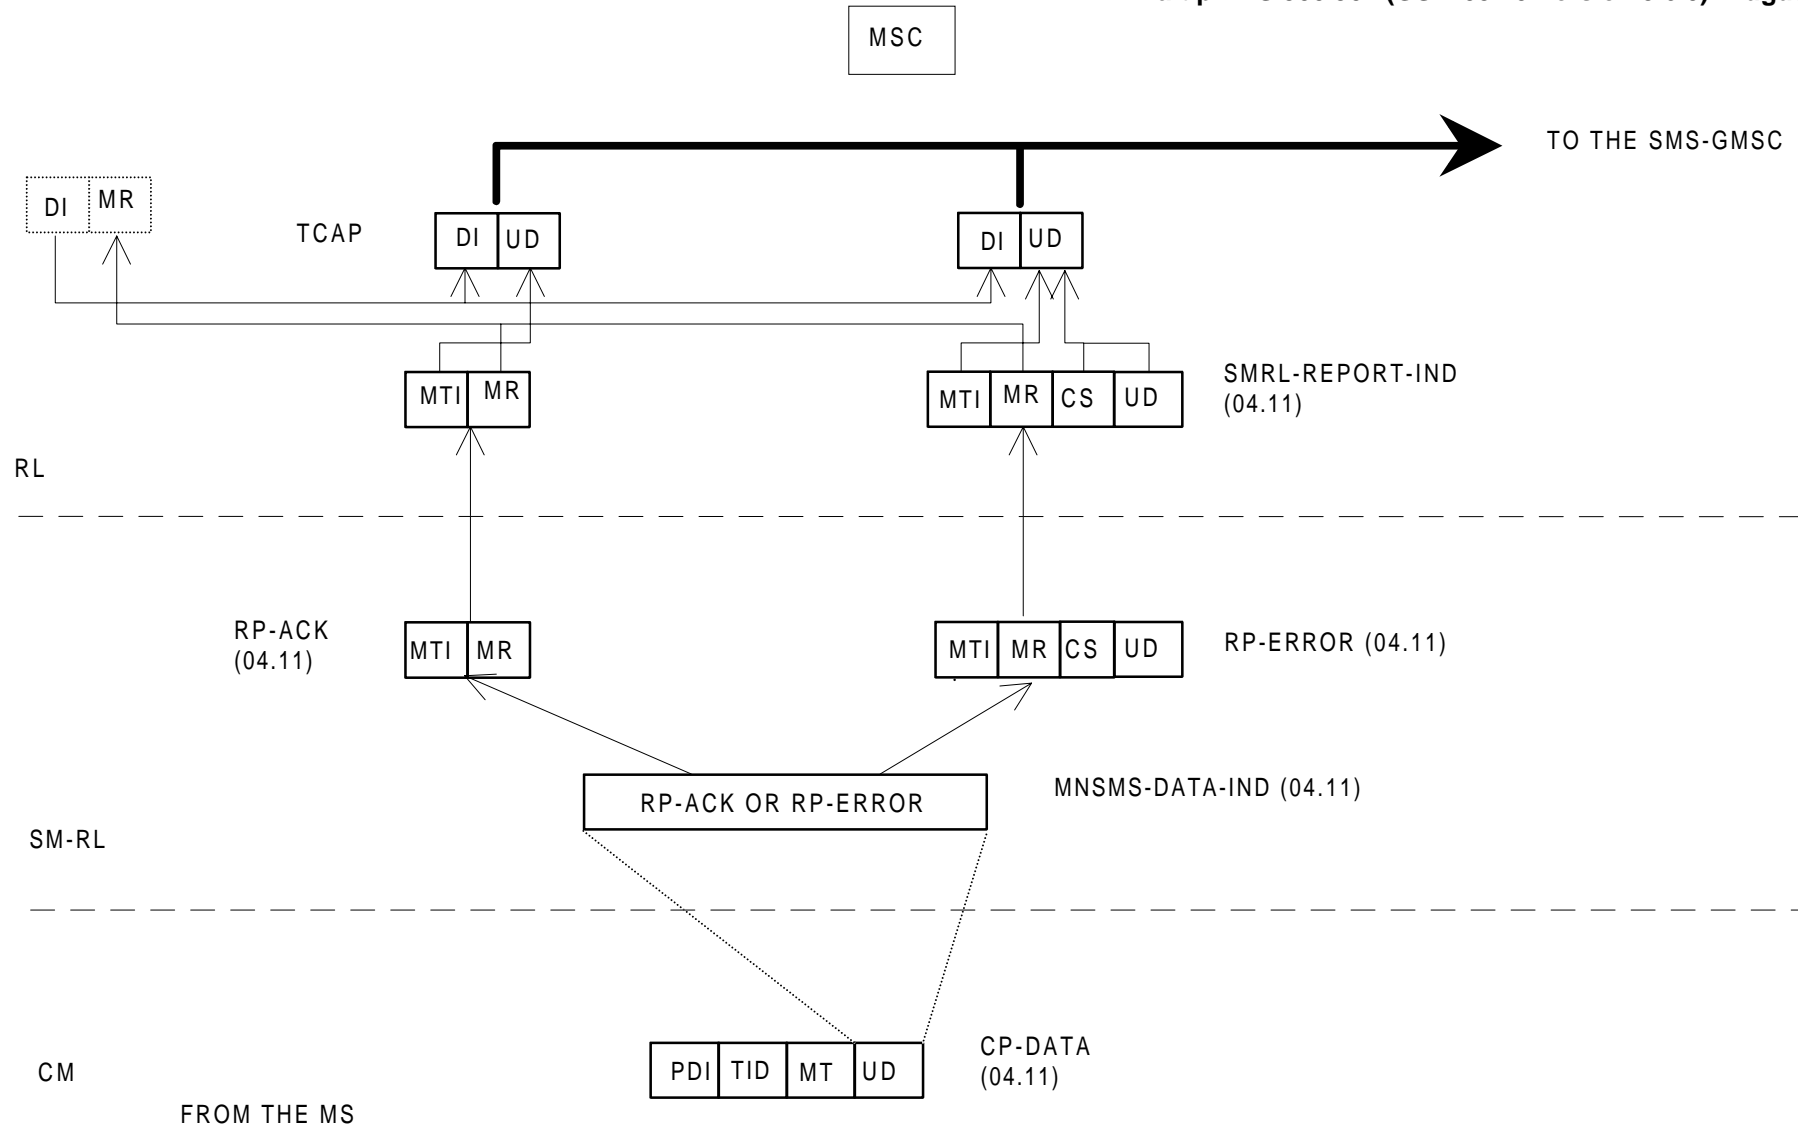 MSC
TO THE SMS-GMSC
DI MR
TCAP
DI UD
DI UD
MTI MR
MTI MR CS UD
SMRL-REPORT-IND
(04.11)
RL
RP-ACK
(04.11)
MTI MR
MTI MR CS UD
RP-ERROR (04.11)
RP-ACK OR RP-ERROR
MNSMS-DATA-IND (04.11)
SM-RL
CM
PDI TID MT UD
CP-DATA
(04.11)
FROM THE MS